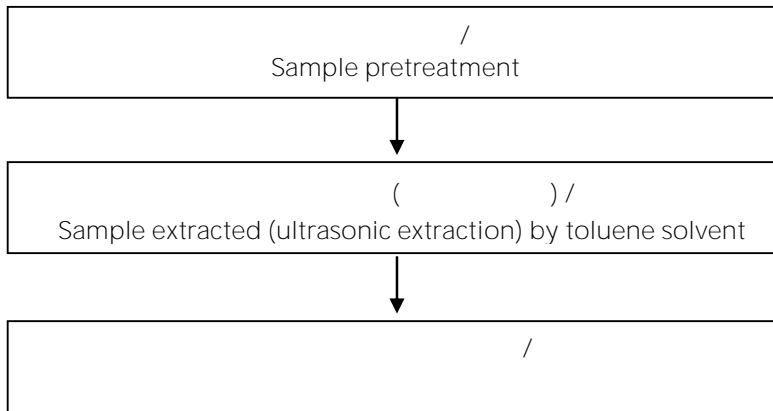 /
Sample pretreatment
( ) /
Sample extracted (ultrasonic extraction) by toluene solvent
/